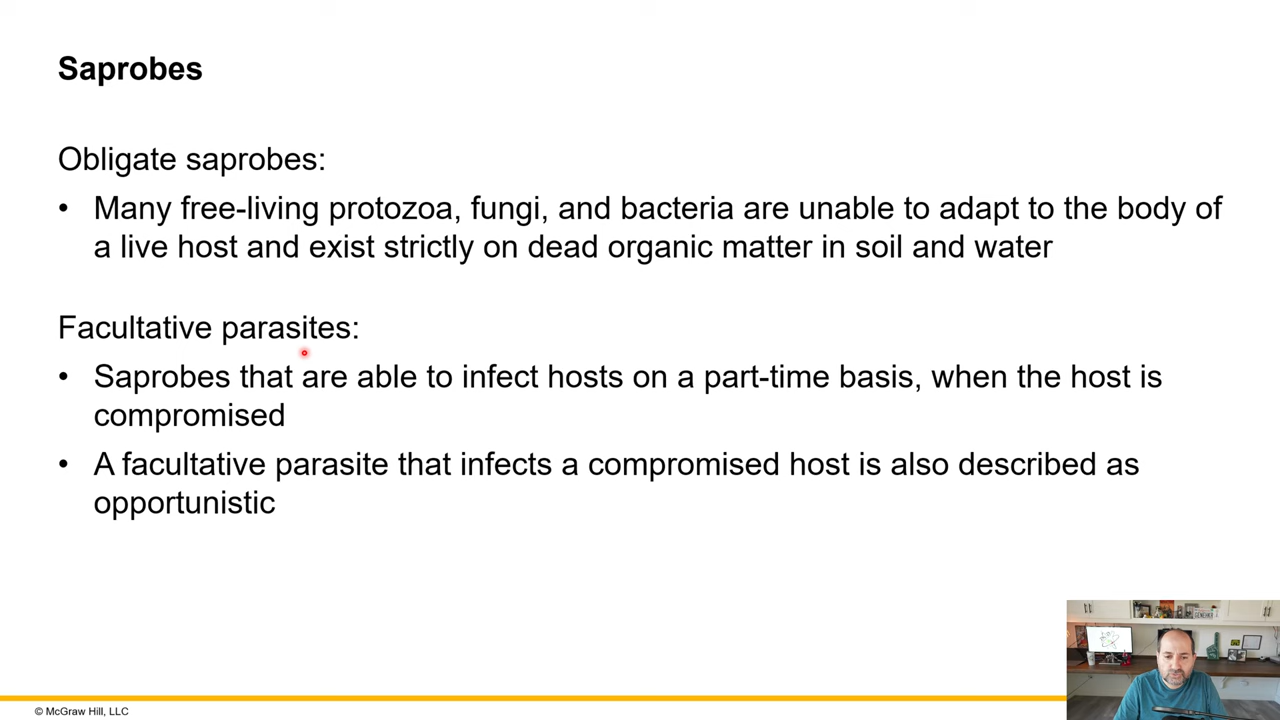 Saprobes
Obligate saprobes:
• Many free-living protozoa, fungi, and bacteria are unable to adapt to the body of
a live host and exist strictly on dead organic matter in soil and water
Facultative parasites:
• Saprobes that are able to infect hosts on a part-time basis, when the host is
compromised
• A facultative parasite that infects a compromised host is also described as
opportunistic
© McGraw Hill, LLC